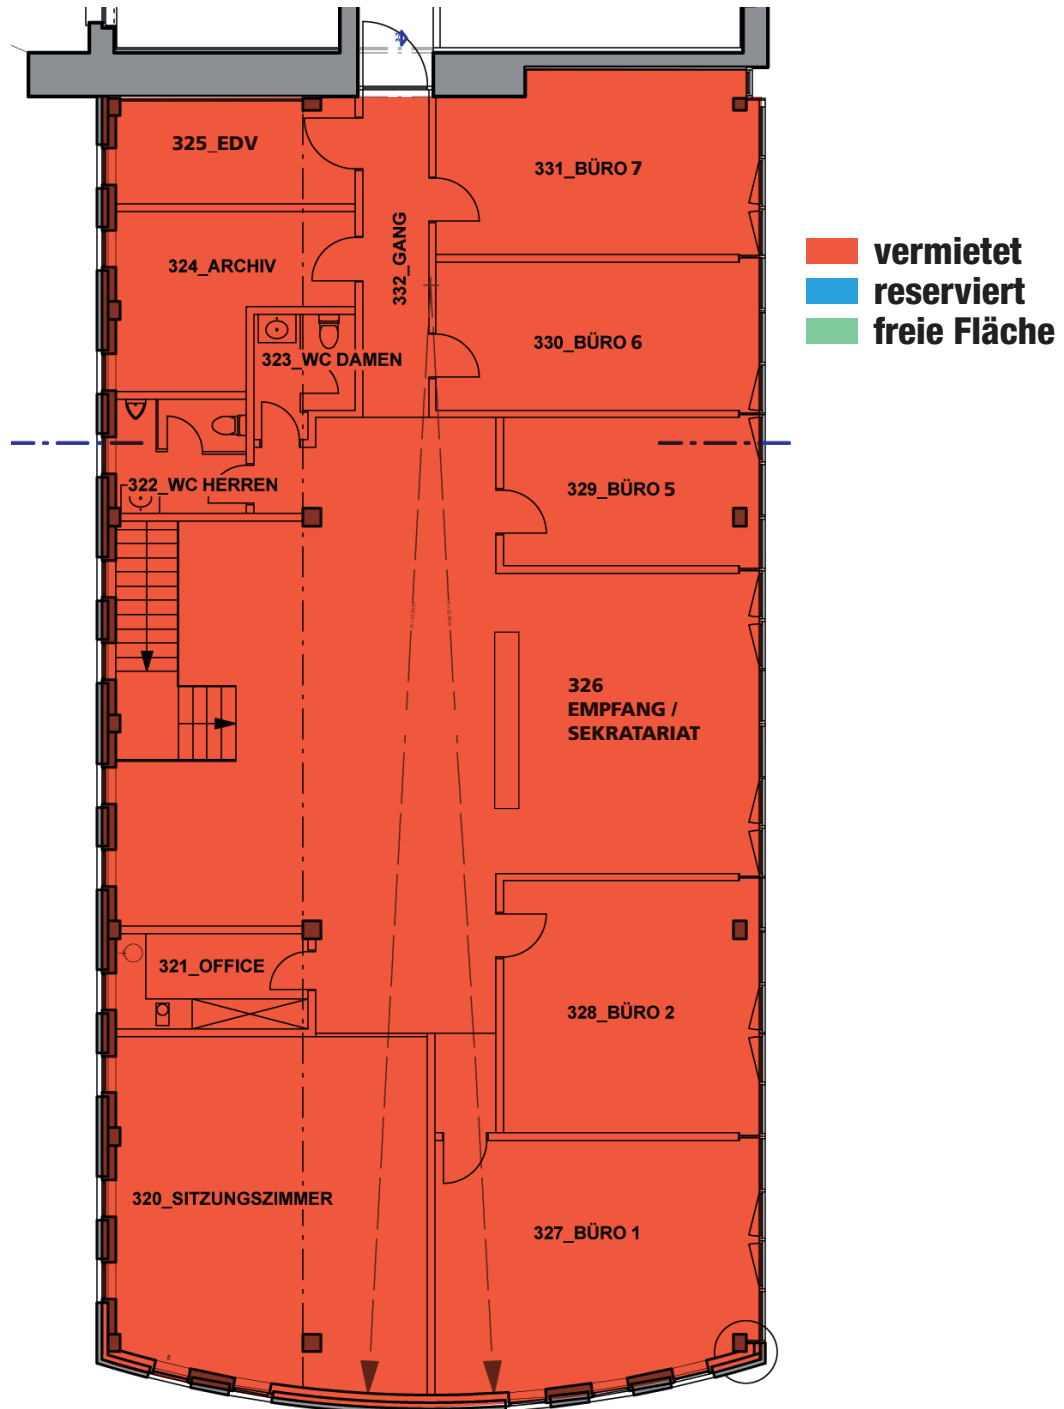 325_EDV
331_BÜRO 7
332_GANG
324_ARCHIV
vermietet
reserviert
freie Fläche
330_BÜRO 6
323_WC DAMEN
322_WC HERREN
329_BÜRO 5
326
EMPFANG /
SEKRATARIAT
321_OFFICE
328_BÜRO 2
320_SITZUNGSZIMMER
327_BÜRO 1